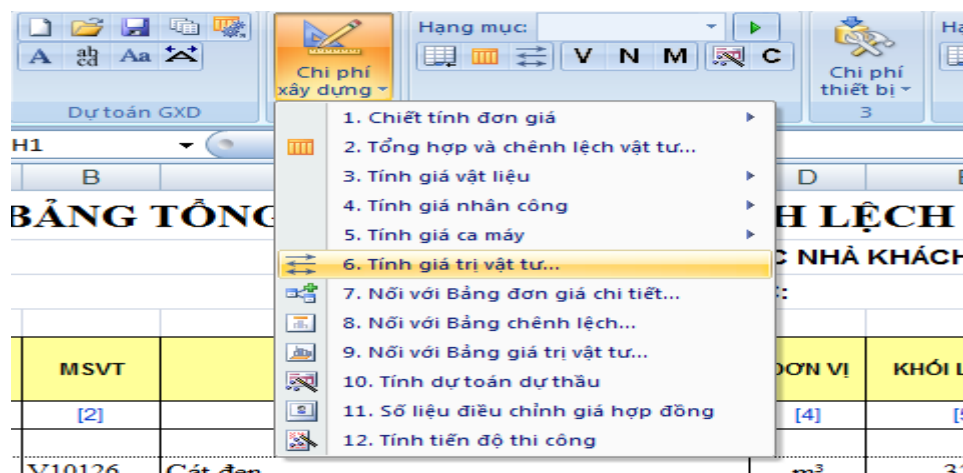 Hạng mục:
Hạ
A ab cd Aa
V N M C
Chi phí
xây dựng
Chi phí
thiết bị
Dự toán GXD
3
H1
1. Chiết tính đơn giá
2. Tổng hợp và chênh lệch vật tư...
3. Tính giá vật liệu
4. Tính giá nhân công
5. Tính giá ca máy
6. Tính giá trị vật tư...
7. Nối với Bảng đơn giá chi tiết...
8. Nối với Bảng chênh lệch...
9. Nối với Bảng giá trị vật tư...
10. Tính dự toán dự thầu
11. Số liệu điều chỉnh giá hợp đồng
12. Tính tiến độ thi công
B D
BẢNG TỔNG H LỆCH
C NHÀ KHÁCH
:
MSVT ĐƠN VỊ KHỐI L
[2] [4]
V10126 Cát đen m³